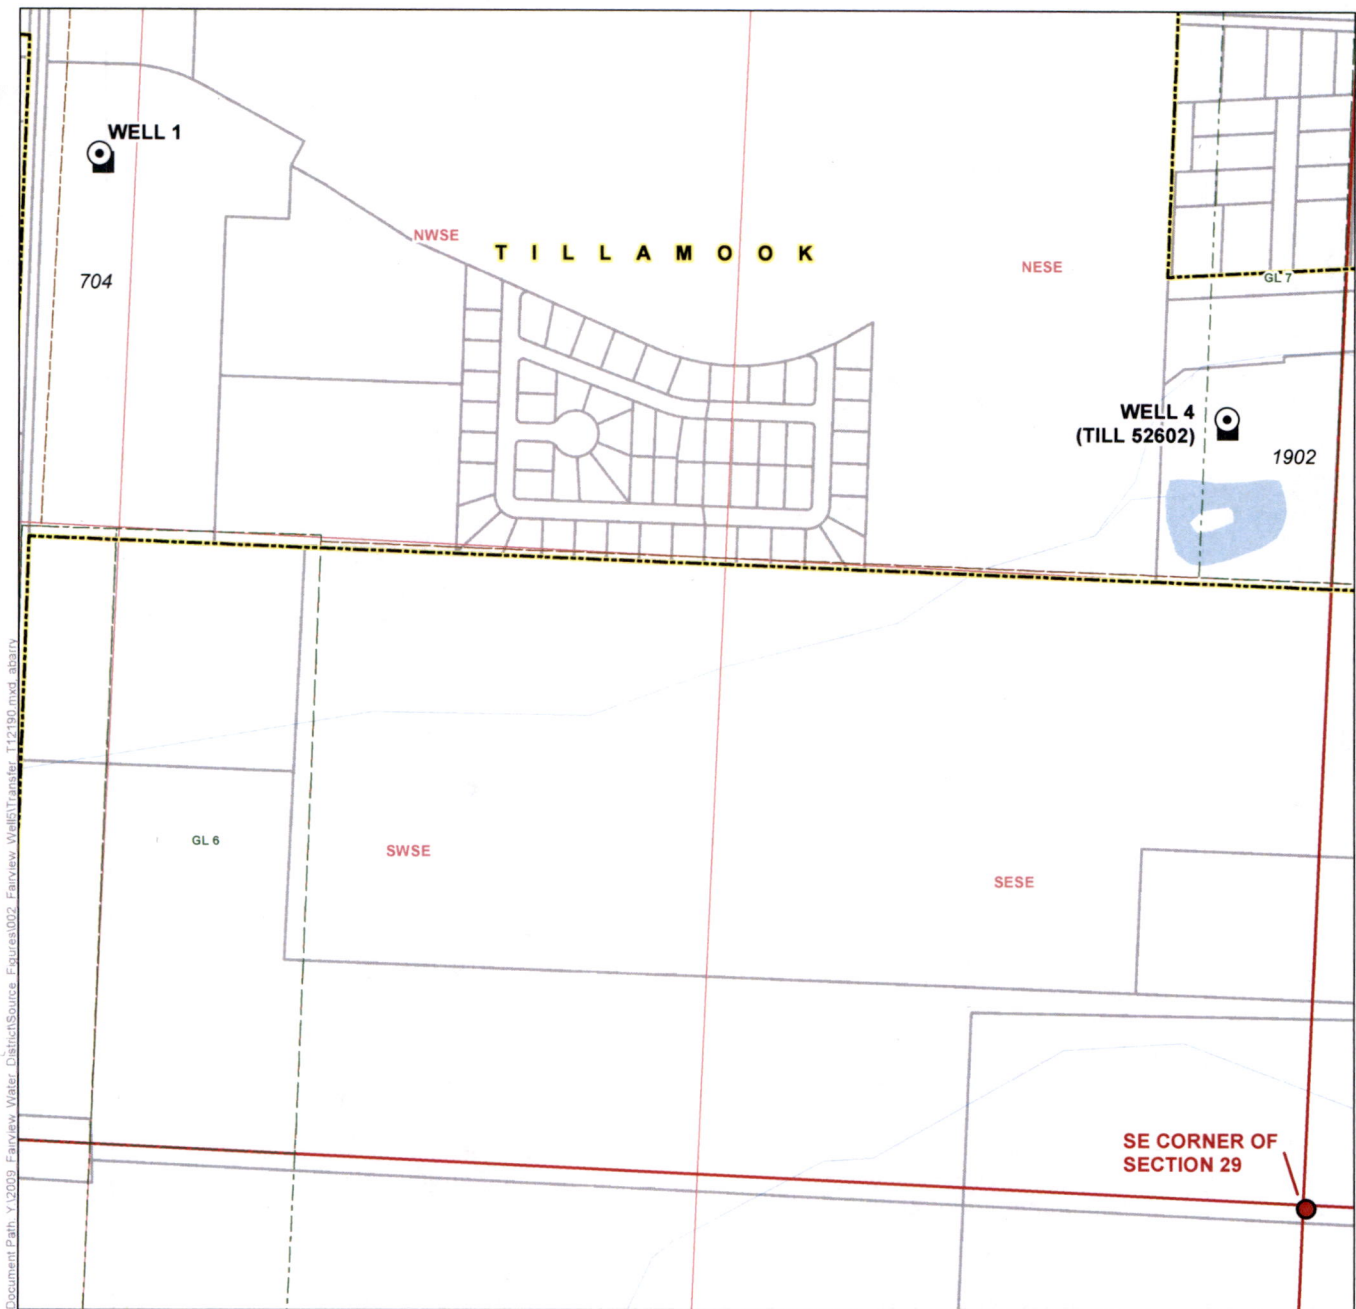 WELL 1
NWSE
TILLAMOOK
NESE
704
GL 7
WELL 4
(TILL 52602)
1902
GL 6
SWSE
SESE
SE CORNER OF
SECTION 29
Document Path: Y:\2009 Fairview Water District\Source Figures\002 Fairview Well5\Transfer T12190.mxd, abarry